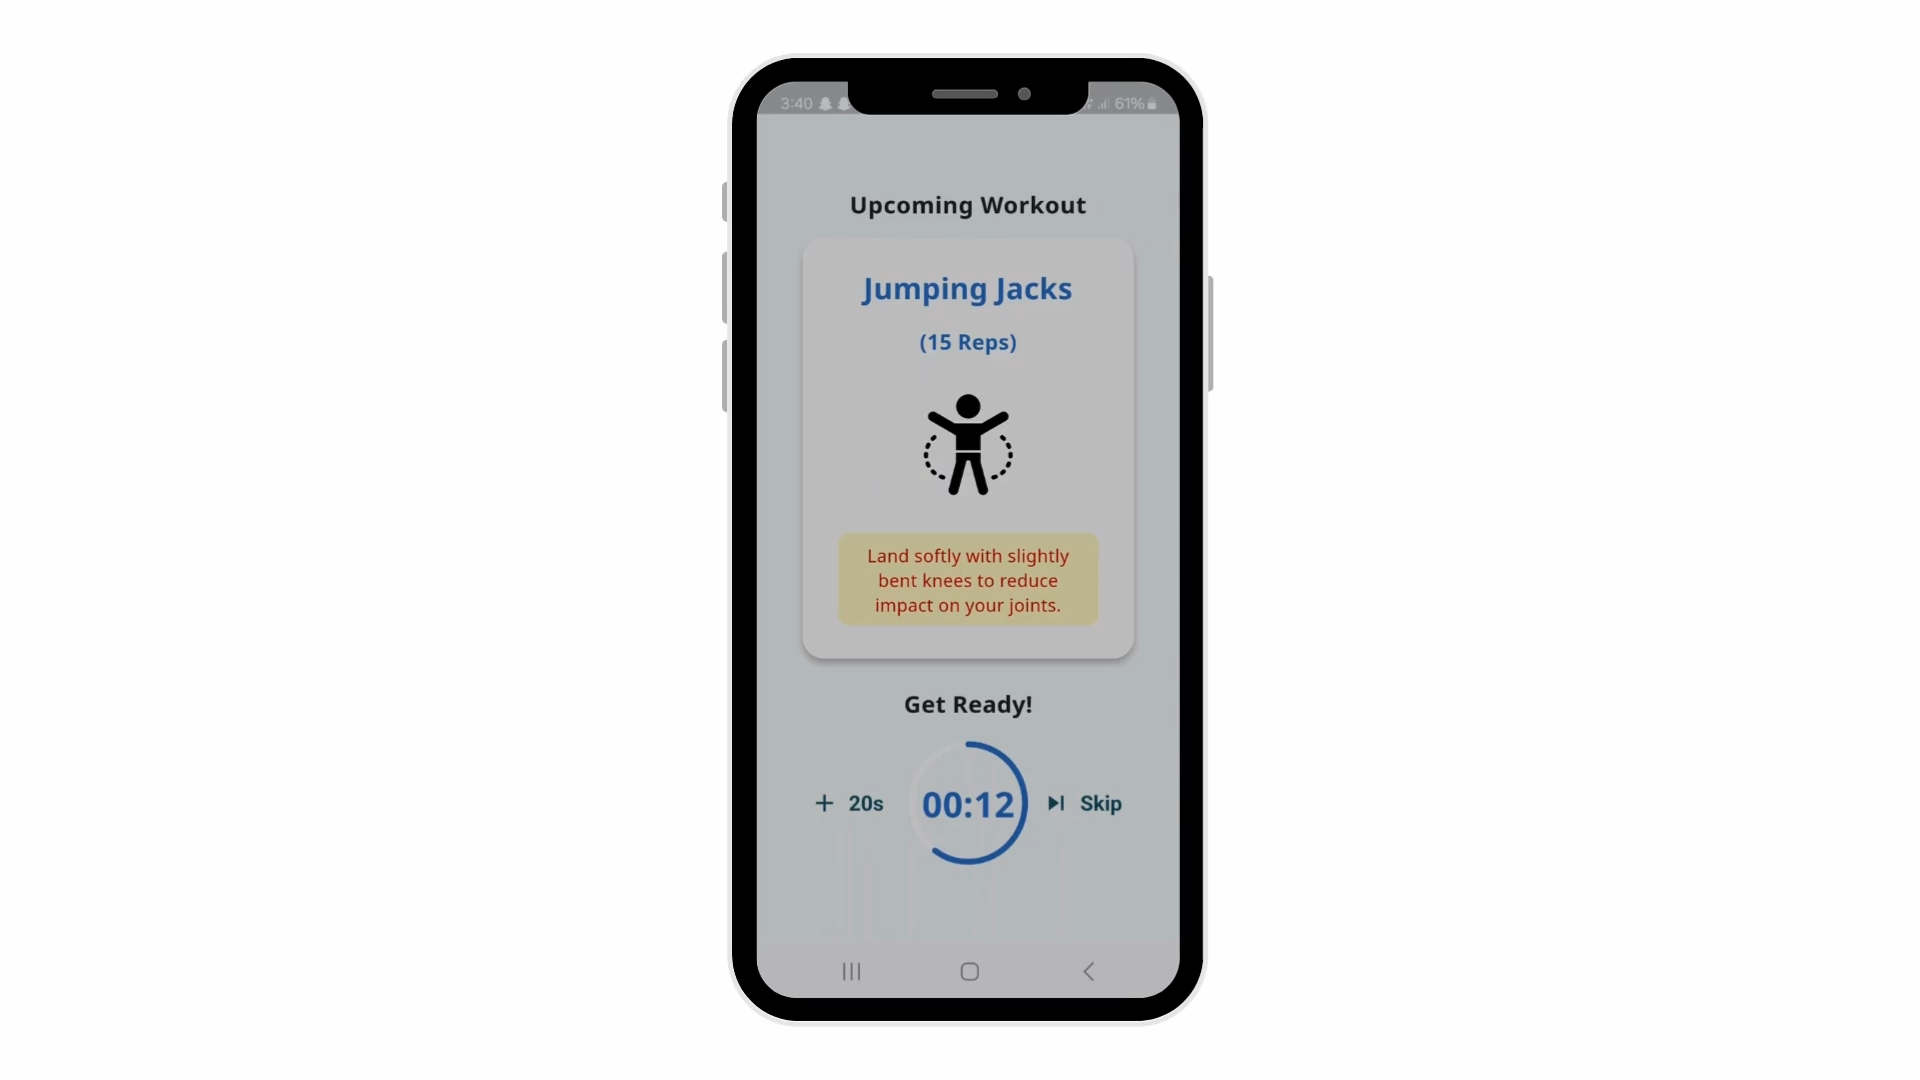 3:40 61%
Upcoming Workout
Jumping Jacks
(15 Reps)
Land softly with slightly
bent knees to reduce
impact on your joints.
Get Ready!
+ 20s 00:12 Skip